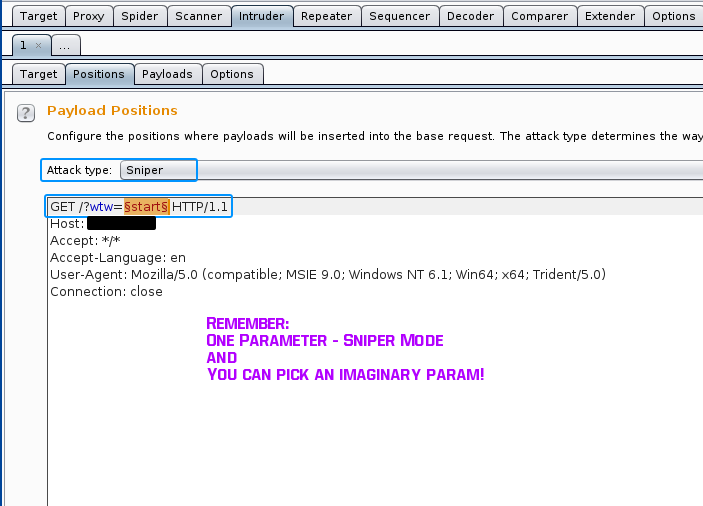 Target Proxy Spider Scanner Intruder Repeater Sequencer Decoder Comparer Extender Options
1 × ...
Target Positions Payloads Options
? Payload Positions
Configure the positions where payloads will be inserted into the base request. The attack type determines the way
Attack type: Sniper
GET /?wtw=§start§ HTTP/1.1
Host:
Accept: */*
Accept-Language: en
User-Agent: Mozilla/5.0 (compatible; MSIE 9.0; Windows NT 6.1; Win64; x64; Trident/5.0)
Connection: close
Remember:
One Parameter - Sniper Mode
and
You can pick an imaginary param!